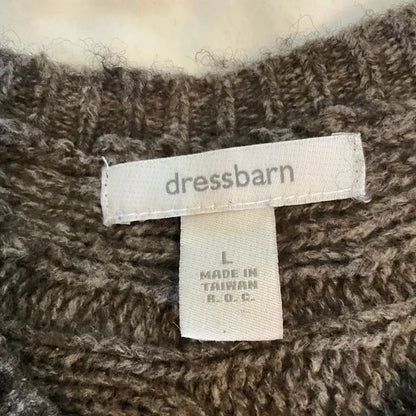 dressbarn
L
MADE IN
TAIWAN
R. O. C.